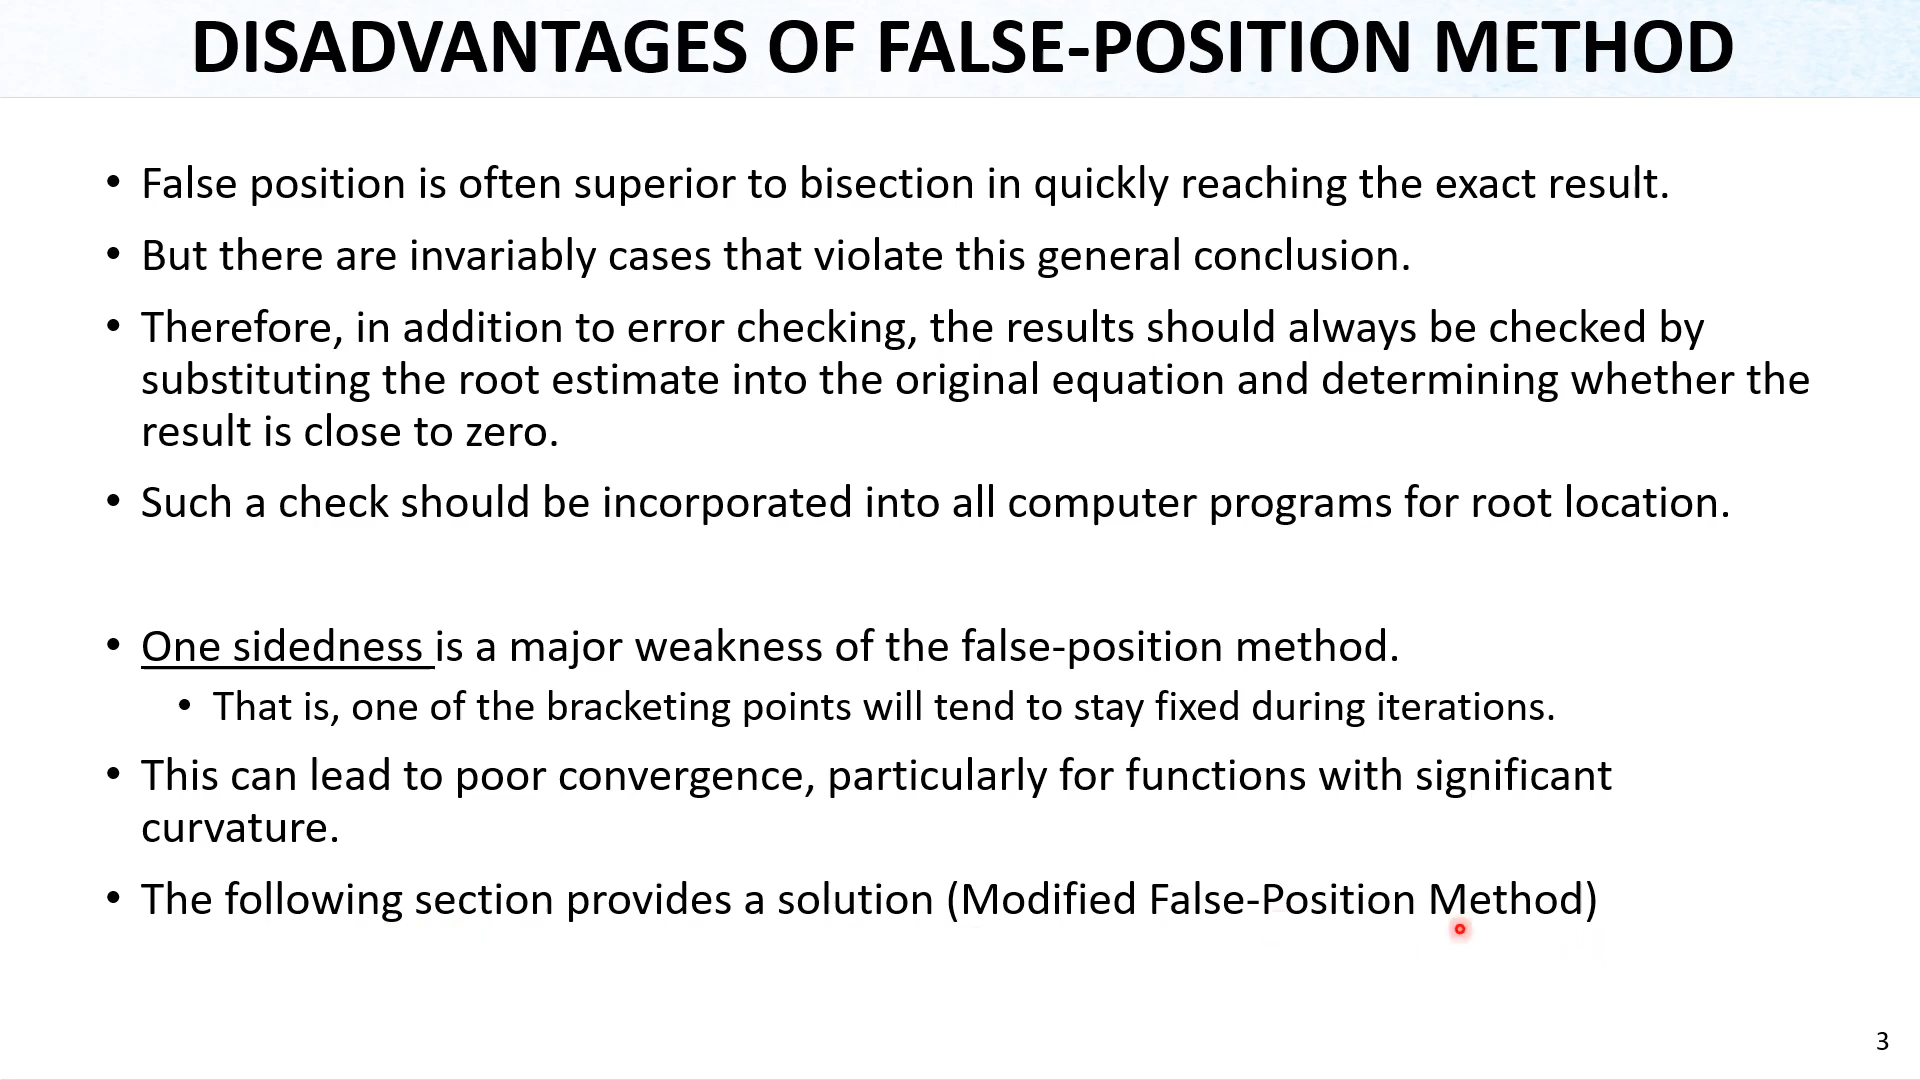 DISADVANTAGES OF FALSE-POSITION METHOD
• False position is often superior to bisection in quickly reaching the exact result.
• But there are invariably cases that violate this general conclusion.
• Therefore, in addition to error checking, the results should always be checked by
substituting the root estimate into the original equation and determining whether the
result is close to zero.
• Such a check should be incorporated into all computer programs for root location.
• One sidedness is a major weakness of the false-position method.
• That is, one of the bracketing points will tend to stay fixed during iterations.
• This can lead to poor convergence, particularly for functions with significant
curvature.
• The following section provides a solution (Modified False-Position Method)
3